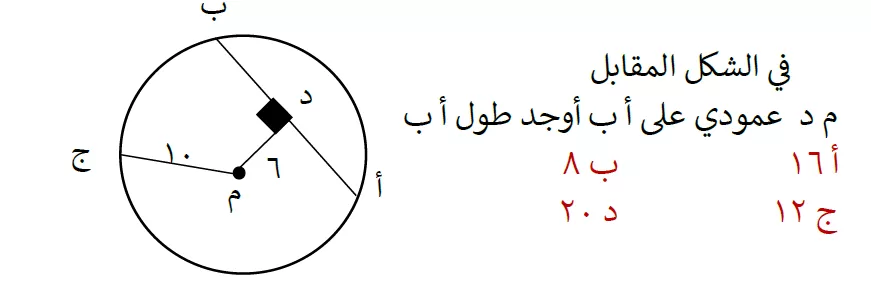 في الشكل المقابل
م د عمودي على أ ب أوجد طول أ ب
أ ١٦ ب ٨
ج ١٢ د ٢٠
ب
د
ج
١٠
٦
م
أ